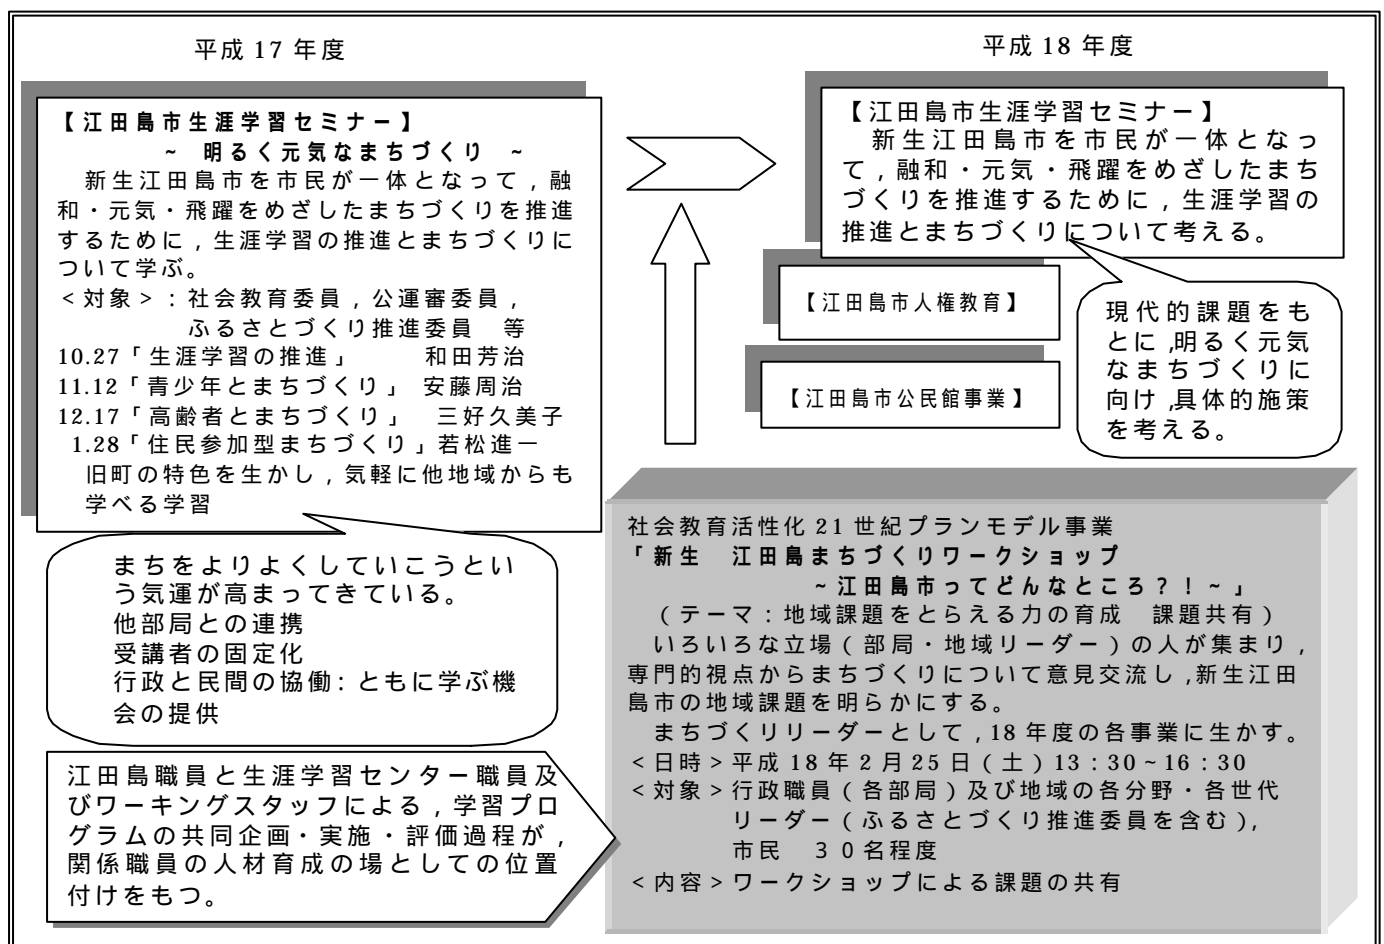 平成 17 年度
【江田島市生涯学習セミナー】
~ 明るく元気なまちづくり ~
新生江田島市を市民が一体となって，融
和・元気・飛躍をめざしたまちづくりを推進
するために，生涯学習の推進とまちづくりに
ついて学ぶ。
<対象>：社会教育委員，公運審委員，
ふるさとづくり推進委員　等
10.27「生涯学習の推進」　和田芳治
11.12「青少年とまちづくり」 安藤周治
12.17「高齢者とまちづくり」　三好久美子
1.28「住民参加型まちづくり」若松進一
旧町の特色を生かし，気軽に他地域からも
学べる学習
まちをよりよくしていこうとい
う気運が高まってきている。
他部局との連携
受講者の固定化
行政と民間の協働：ともに学ぶ機
会の提供
江田島職員と生涯学習センター職員及
びワーキングスタッフによる，学習プロ
グラムの共同企画・実施・評価過程が，
関係職員の人材育成の場としての位置
付けをもつ。
平成 18 年度
【江田島市生涯学習セミナー】
新生江田島市を市民が一体となっ
て，融和・元気・飛躍をめざしたまち
づくりを推進するために，生涯学習の
推進とまちづくりについて考える。
【江田島市人権教育】
【江田島市公民館事業】
現代的課題をも
とに，明るく元気
なまちづくりに
向け，具体的施策
を考える。
社会教育活性化 21 世紀プランモデル事業
「新生　江田島まちづくりワークショップ
~江田島市ってどんなところ？！~」
（テーマ：地域課題をとらえる力の育成　課題共有）
いろいろな立場（部局・地域リーダー）の人が集まり，
専門的視点からまちづくりについて意見交流し，新生江田
島市の地域課題を明らかにする。
まちづくリリーダーとして，18 年度の各事業に生かす。
<日時>平成 18 年 2 月 25 日（土）13：30~16：30
<対象>行政職員（各部局）及び地域の各分野・各世代
リーダー（ふるさとづくり推進委員を含む），
市民　３０名程度
<内容>ワークショップによる課題の共有